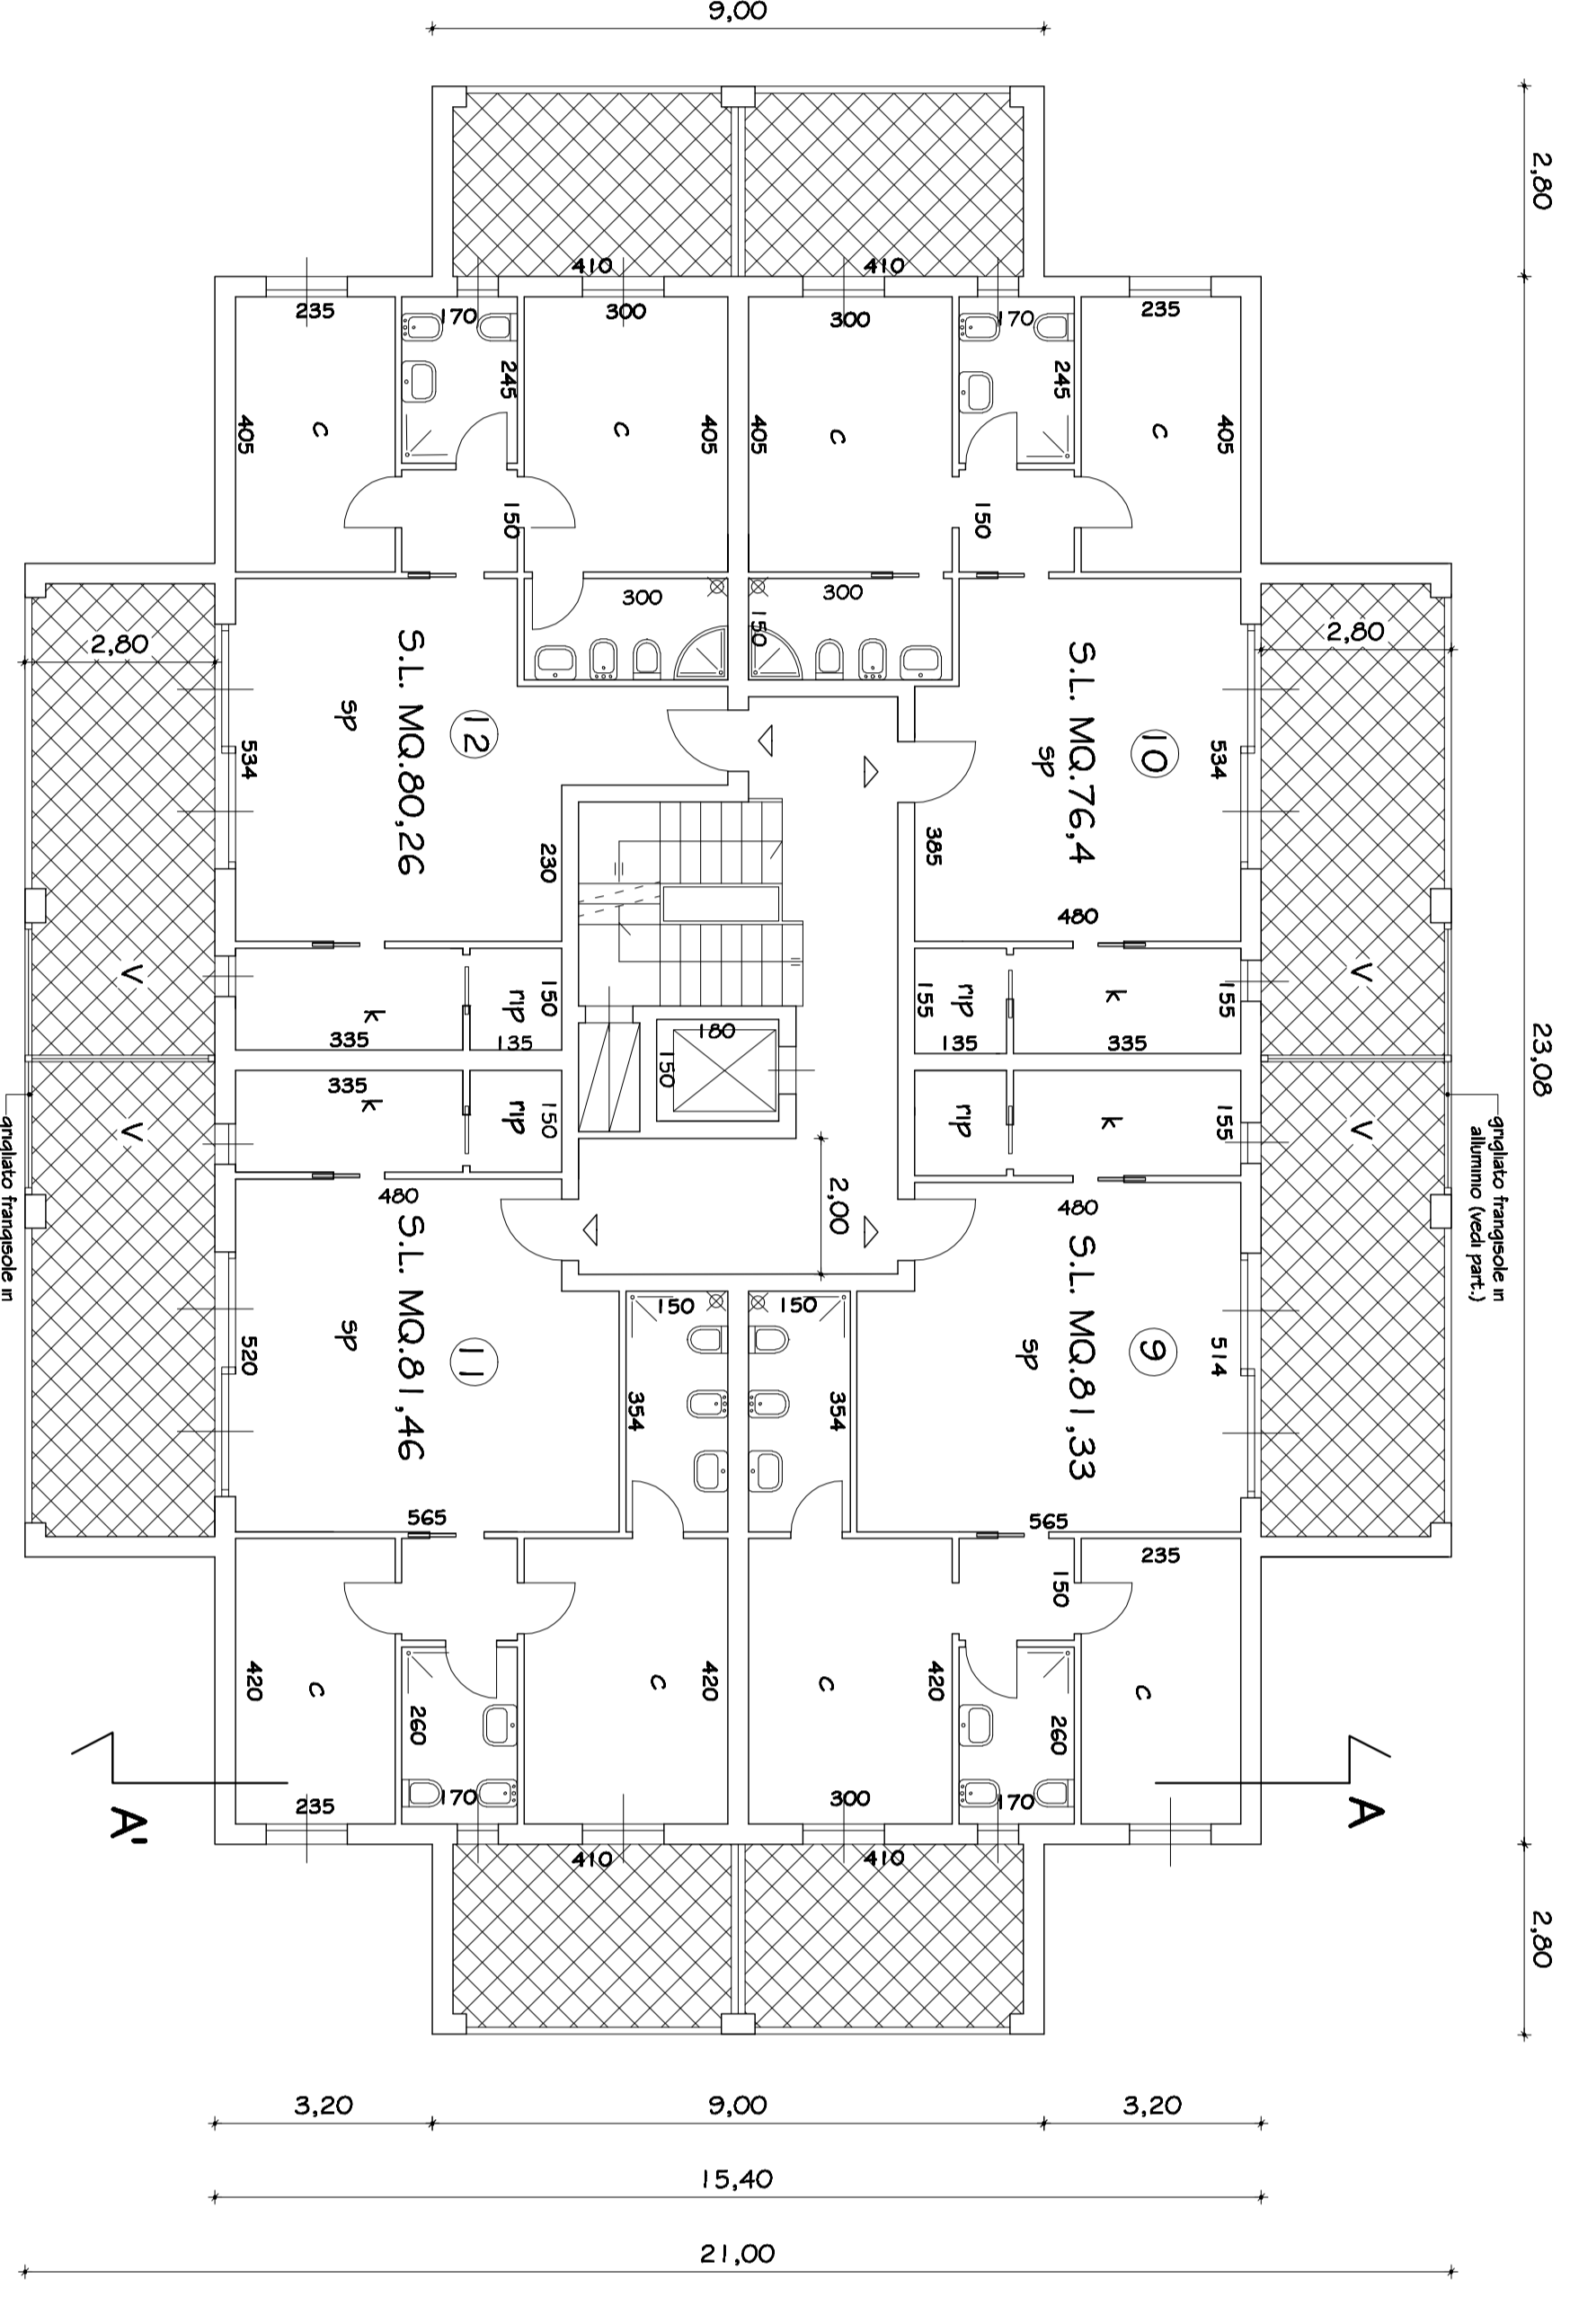 9,00
2,80
410
410
235
170
300
300
170
235
245
245
405
c
c
405
405
c
c
405
150
150
300
300
150
2,80
2,80
S.L. MQ.80,26
S.L. MQ.76,4
sp
12
sp
10
534
534
230
385
480
V
V
k
rip
150
155
rip
k
155
335
135
180
150
135
335
23,08
V
335
k
rip
150
rip
k
155
V
grigliato frangisole in
grigliato frangisole in
alluminio (vedi part.)
480
2,00
480
S.L. MQ.81,46
S.L. MQ.81,33
150
150
sp
11
sp
9
520
514
354
354
565
565
235
150
420
c
c
420
c
420
c
260
260
235
170
300
170
A'
A
410
410
2,80
3,20
9,00
3,20
15,40
21,00